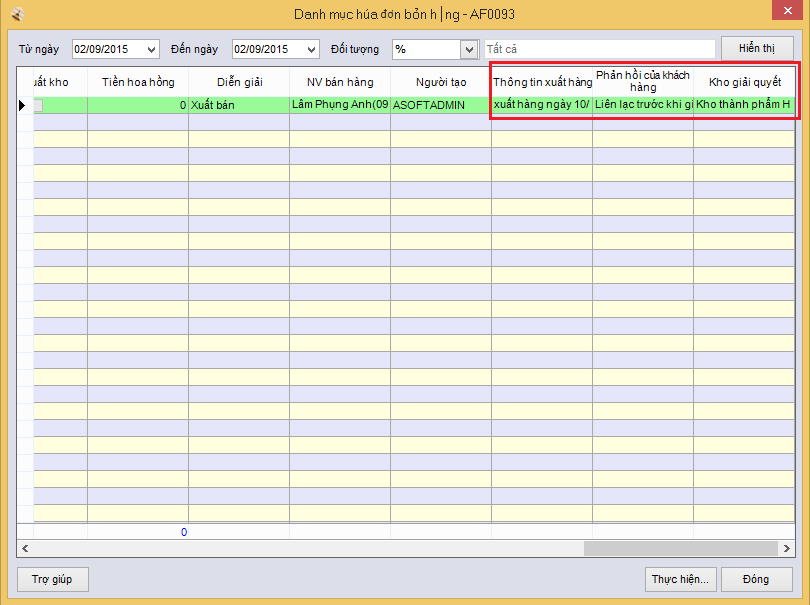 Danh mục húa đơn bỏn h│ng - AF0093
Từ ngày 02/09/2015 Đến ngày 02/09/2015 Đối tượng % Tất cả Hiển thị
uất kho Tiền hoa hồng Diễn giải NV bán hàng Người tạo Thông tin xuất hàng Phản hồi của khách hàng Kho giải quyết
0 Xuất bán Lâm Phụng Anh(09 ASOFTADMIN xuất hàng ngày 10/ Liên lạc trước khi gi Kho thành phẩm H
0
Trợ giúp Thực hiện... Đóng